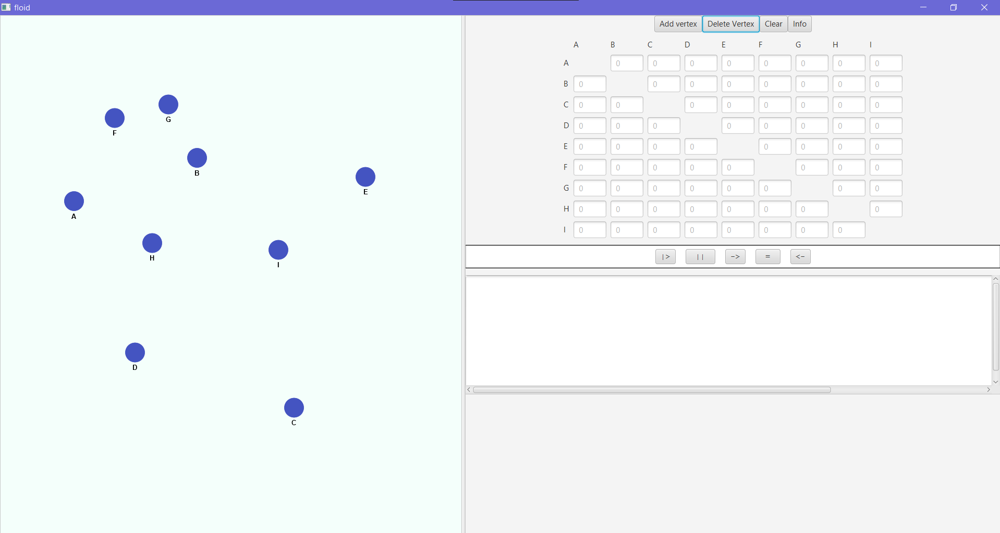 floid
Add vertex Delete Vertex Clear Info
A B C D E F G H I
A 0 0 0 0 0 0 0 0
B 0 0 0 0 0 0 0 0
C 0 0 0 0 0 0 0 0
D 0 0 0 0 0 0 0 0
E 0 0 0 0 0 0 0 0
F 0 0 0 0 0 0 0 0
G 0 0 0 0 0 0 0 0
H 0 0 0 0 0 0 0 0
I 0 0 0 0 0 0 0 0
|> || -> = <-
G
F
B
E
A
H
I
D
C